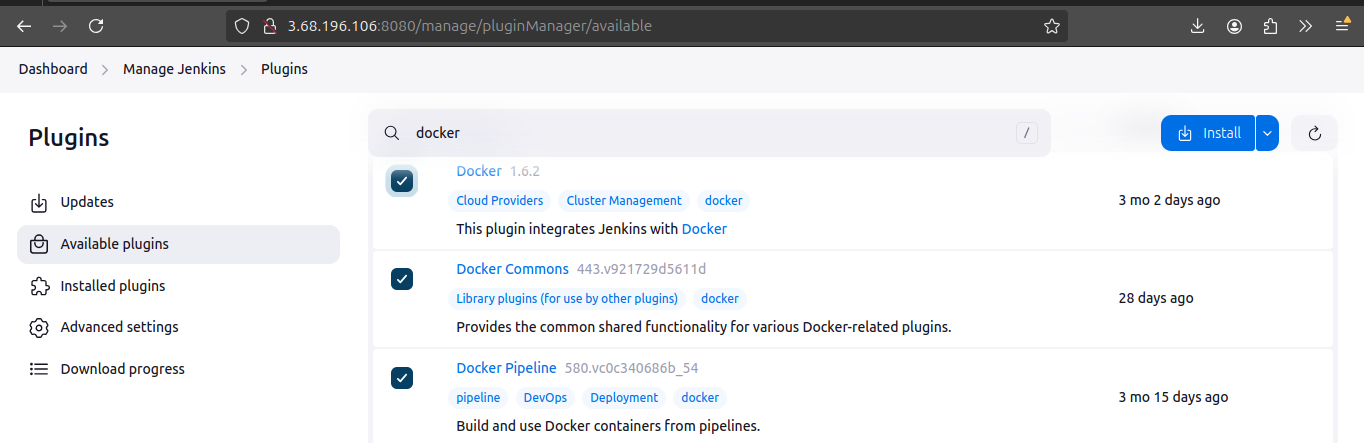 3.68.196.106:8080/manage/pluginManager/available
Dashboard > Manage Jenkins > Plugins
Plugins
Updates
Available plugins
Installed plugins
Advanced settings
Download progress
docker /
Install
Docker 1.6.2
Cloud Providers Cluster Management docker
This plugin integrates Jenkins with Docker
3 mo 2 days ago
Docker Commons 443.v921729d5611d
Library plugins (for use by other plugins) docker
Provides the common shared functionality for various Docker-related plugins.
28 days ago
Docker Pipeline 580.vc0c340686b_54
pipeline DevOps Deployment docker
Build and use Docker containers from pipelines.
3 mo 15 days ago